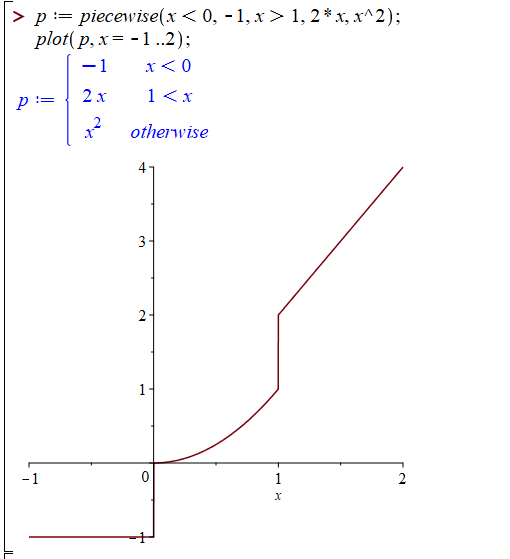 > p := piecewise(x < 0, -1, x > 1, 2*x, x^2);
plot(p, x = -1 ..2);
p := { -1 x < 0
2 x 1 < x
x² otherwise
4
3
2
1
-1 0 1 2
x
-1